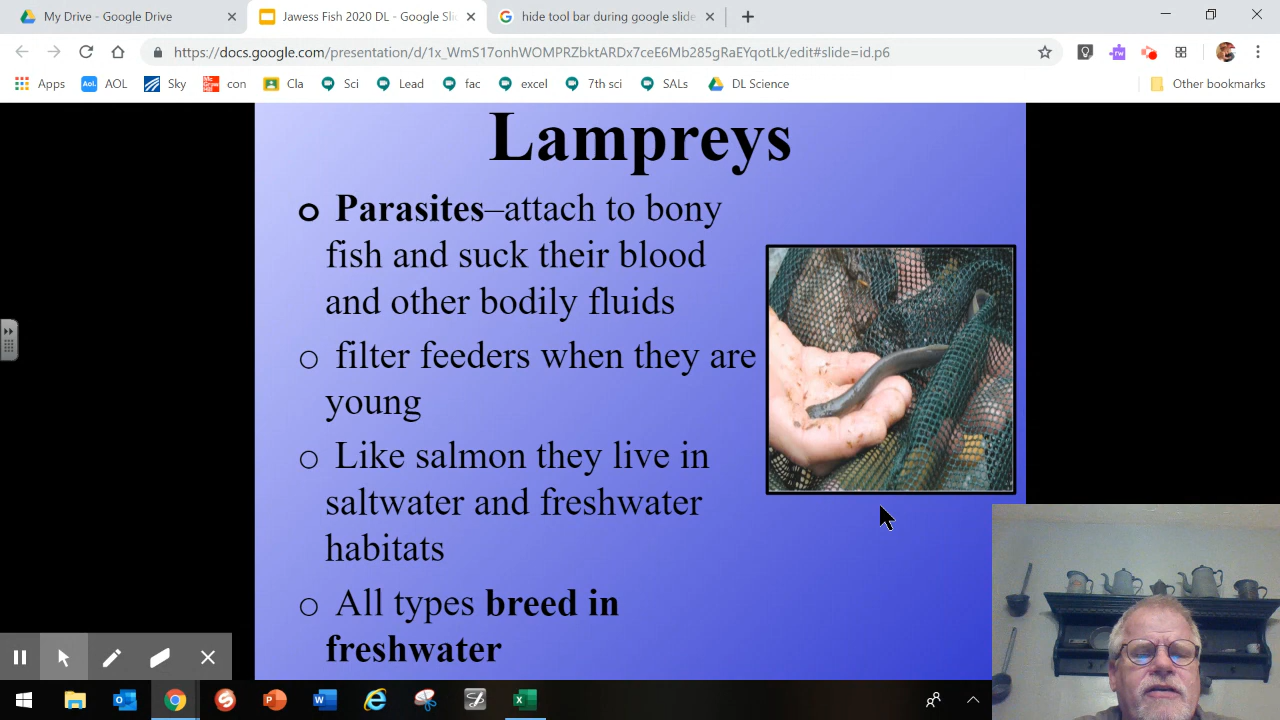 My Drive - Google Drive
Jawess Fish 2020 DL - Google Slid
hide tool bar during google slide
https://docs.google.com/presentation/d/1x_WmS17onhWOMPRZbktARDx7ceE6Mb285gRaEYqotLk/edit#slide=id.p6
rw
Apps
Aol.
AOL
Sky
con
Cla
Sci
Lead
fac
excel
7th sci
SALs
DL Science
Other bookmarks
Lampreys
Parasites–attach to bony
fish and suck their blood
and other bodily fluids
filter feeders when they are
young
Like salmon they live in
saltwater and freshwater
habitats
All types breed in
freshwater